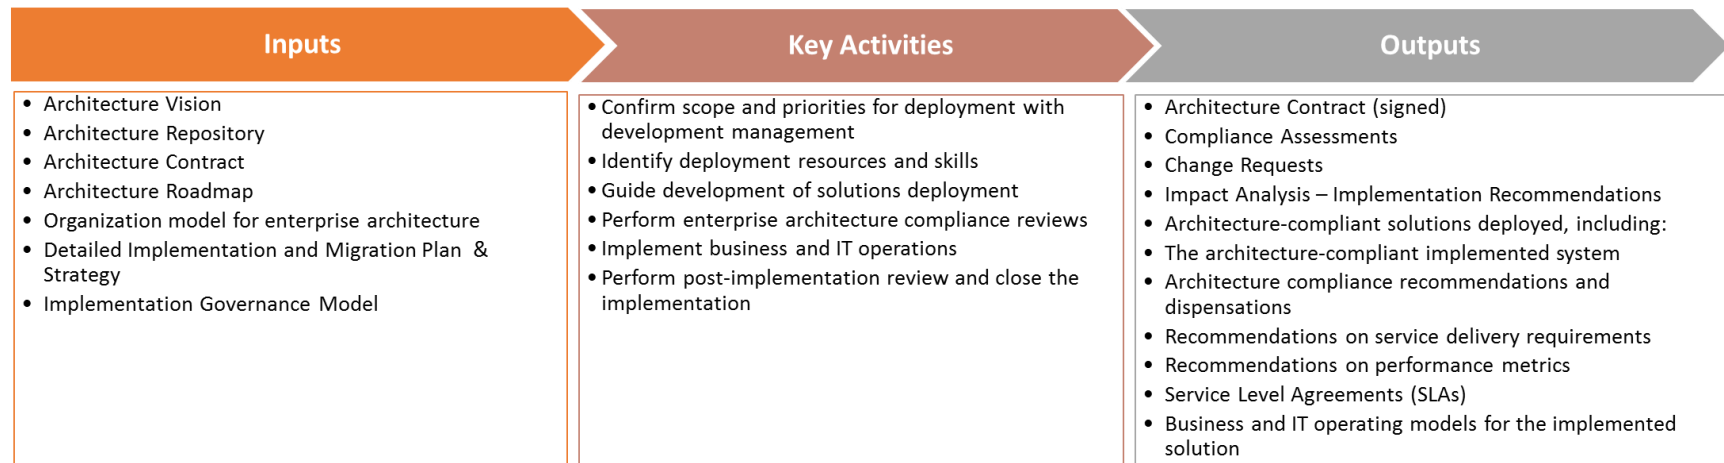 Inputs
Key Activities
Outputs
• Architecture Vision
• Architecture Repository
• Architecture Contract
• Architecture Roadmap
• Organization model for enterprise architecture
• Detailed Implementation and Migration Plan &
Strategy
• Implementation Governance Model
• Confirm scope and priorities for deployment with
development management
• Identify deployment resources and skills
• Guide development of solutions deployment
• Perform enterprise architecture compliance reviews
• Implement business and IT operations
• Perform post-implementation review and close the
implementation
• Architecture Contract (signed)
• Compliance Assessments
• Change Requests
• Impact Analysis – Implementation Recommendations
• Architecture-compliant solutions deployed, including:
• The architecture-compliant implemented system
• Architecture compliance recommendations and
dispensations
• Recommendations on service delivery requirements
• Recommendations on performance metrics
• Service Level Agreements (SLAs)
• Business and IT operating models for the implemented
solution